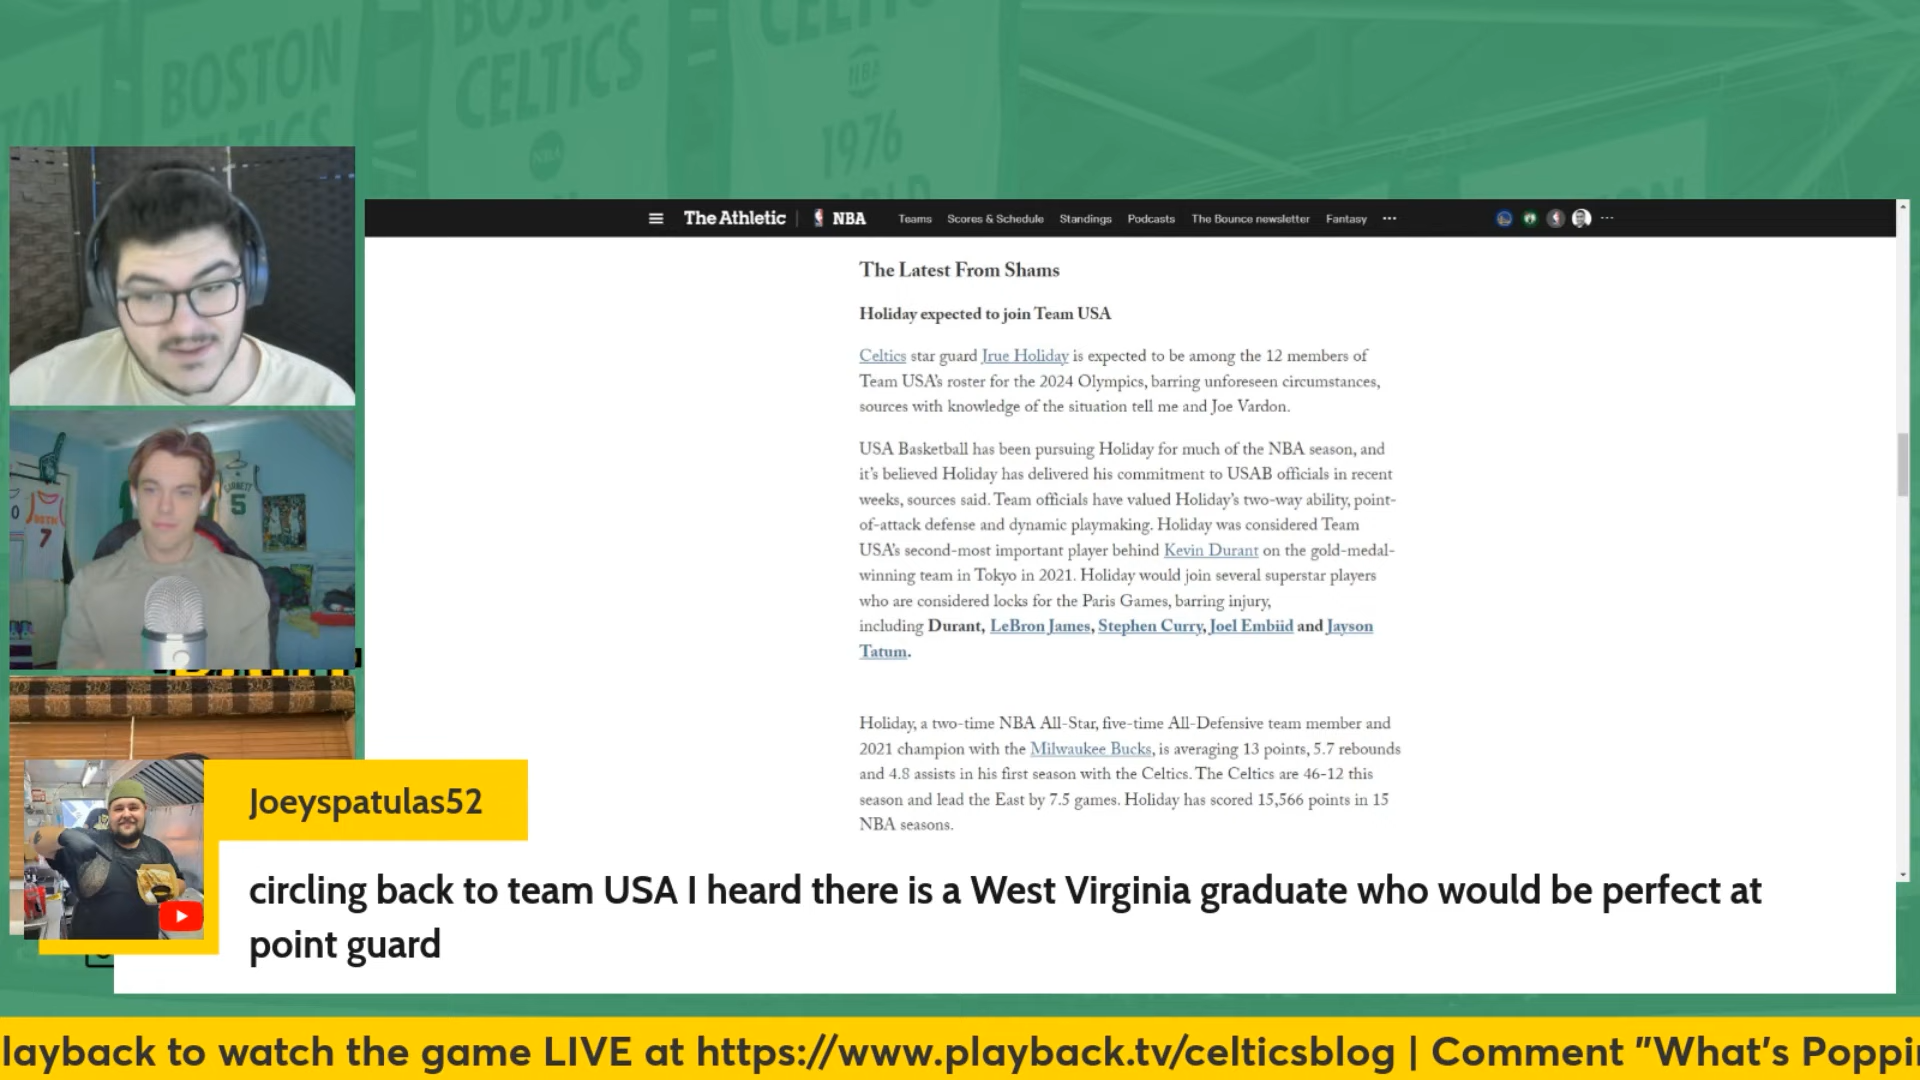 BOSTON
CELTICS
BOSTON
CELTICS
CELTICS
NBA
1976
NBA
The Athletic
NBA
Teams
Scores & Schedule
Standings
Podcasts
The Bounce newsletter
Fantasy
The Latest From Shams
Holiday expected to join Team USA
Celtics star guard Jrue Holiday is expected to be among the 12 members of
Team USA's roster for the 2024 Olympics, barring unforeseen circumstances,
sources with knowledge of the situation tell me and Joe Vardon.
USA Basketball has been pursuing Holiday for much of the NBA season, and
it's believed Holiday has delivered his commitment to USAB officials in recent
weeks, sources said. Team officials have valued Holiday's two-way ability, point-
of-attack defense and dynamic playmaking. Holiday was considered Team
USA's second-most important player behind Kevin Durant on the gold-medal-
winning team in Tokyo in 2021. Holiday would join several superstar players
who are considered locks for the Paris Games, barring injury,
including Durant, LeBron James, Stephen Curry, Joel Embiid and Jayson
Tatum.
Holiday, a two-time NBA All-Star, five-time All-Defensive team member and
2021 champion with the Milwaukee Bucks, is averaging 13 points, 5.7 rebounds
and 4.8 assists in his first season with the Celtics. The Celtics are 46-12 this
season and lead the East by 7.5 games. Holiday has scored 15,566 points in 15
NBA seasons.
5
7
Joeyspatulas52
circling back to team USA I heard there is a West Virginia graduate who would be perfect at
point guard
layback to watch the game LIVE at https://www.playback.tv/celticsblog | Comment "What's Poppi